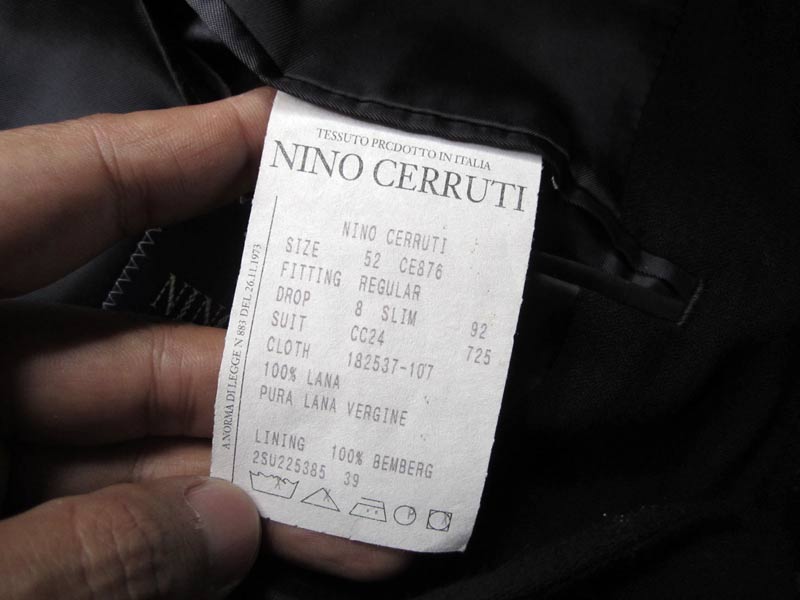 TESSUTO PRODOTTO IN ITALIA
NINO CERRUTI
NINO CERRUTI
SIZE 52 CE876
FITTING REGULAR
DROP 8 SLIM 92
SUIT CC24 725
CLOTH 182537-107
100% LANA
PURA LANA VERGINE
LINING 100% BEMBERG
2SU225385 39
P
A NORMA DI LEGGE N 883 DEL 26.11.1973
NINO